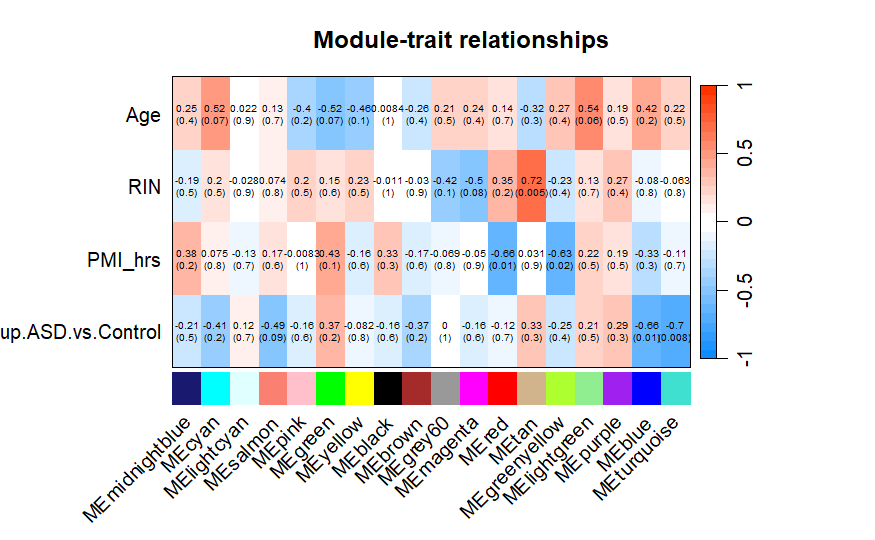 Module-trait relationships
Age
0.25 0.52 0.022 0.13 -0.4 -0.52 -0.46 0.0084 -0.26 0.21 0.24 0.14 -0.32 0.27 0.54 0.19 0.42 0.22
(0.4) (0.07) (0.9) (0.7) (0.2) (0.07) (0.1) (1) (0.4) (0.5) (0.4) (0.7) (0.3) (0.4) (0.06) (0.5) (0.2) (0.5)
RIN
-0.19 0.2 -0.028 0.074 0.2 0.15 0.23 -0.011 -0.03 -0.42 -0.5 0.35 0.72 -0.23 0.13 0.27 -0.08 -0.063
(0.5) (0.5) (0.9) (0.8) (0.5) (0.6) (0.5) (1) (0.9) (0.1) (0.08) (0.2) (0.005) (0.4) (0.7) (0.4) (0.8) (0.8)
PMI_hrs
0.38 0.075 -0.13 0.17 -0.0083 0.43 -0.16 0.33 -0.17 -0.069 -0.05 -0.66 0.031 -0.63 0.22 0.19 -0.33 -0.11
(0.2) (0.8) (0.7) (0.6) (1) (0.1) (0.6) (0.3) (0.6) (0.8) (0.9) (0.01) (0.9) (0.02) (0.5) (0.5) (0.3) (0.7)
up.ASD.vs.Control
-0.21 -0.41 0.12 -0.49 -0.16 0.37 -0.082 -0.16 -0.37 0 -0.16 -0.12 0.33 -0.25 0.21 0.29 -0.66 -0.7
(0.5) (0.2) (0.7) (0.09) (0.6) (0.2) (0.8) (0.6) (0.2) (1) (0.6) (0.7) (0.3) (0.4) (0.5) (0.3) (0.01) (0.008)
1
0.5
0
-0.5
-1
MEmidnightblue
MEcyan
MElightcyan
MEsalmon
MEpink
MEgreen
MEyellow
MEblack
MEbrown
MEgrey60
MEmagenta
MEred
MEtan
MEgreenyellow
MElightgreen
MEpurple
MEblue
MEturquoise